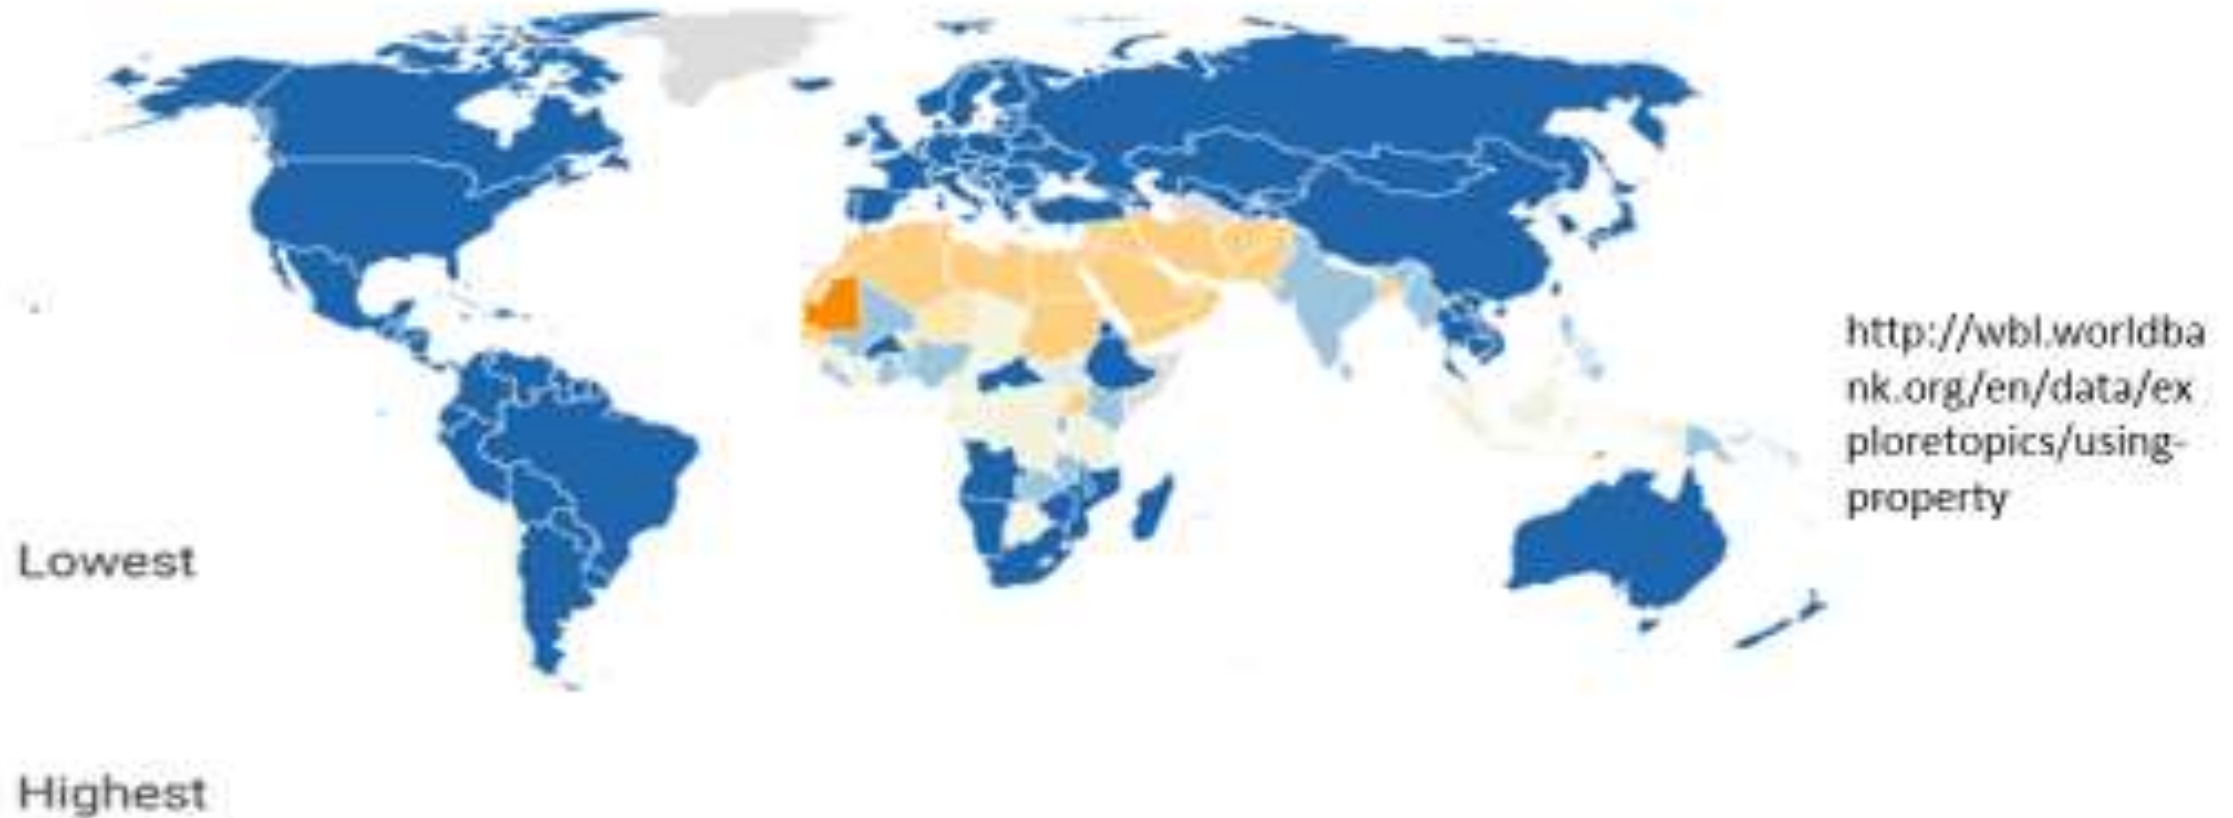 http://wbl.worldba
nk.org/en/data/ex
ploretopics/using-
property
Lowest
Highest